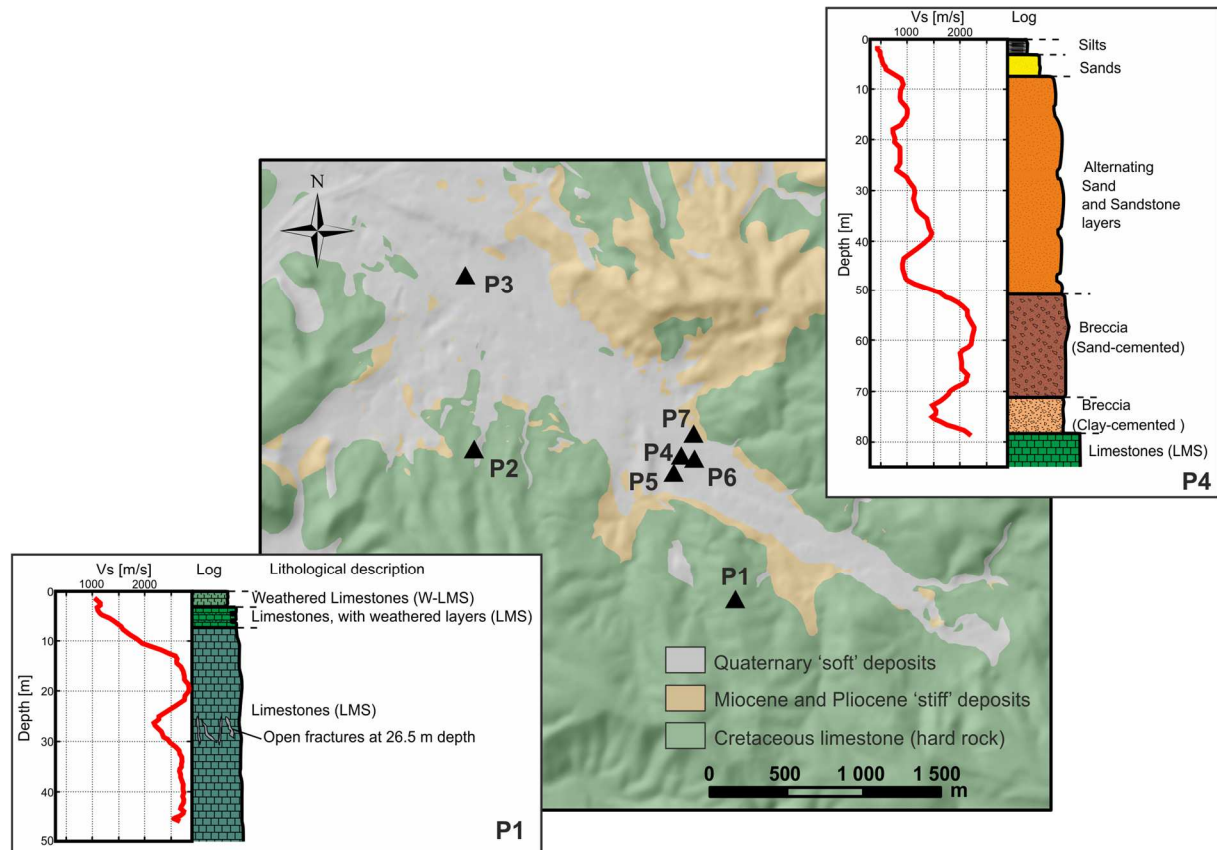 Vs [m/s] Log
1000 2000
0
10
20
30
40
50
60
70
80
Depth [m]
Silts
Sands
Alternating
Sand
and Sandstone
layers
Breccia
(Sand-cemented)
Breccia
(Clay-cemented )
Limestones (LMS)
P4
N
P3
P7
P4
P2
P6
P5
P1
Quaternary ‘soft’ deposits
Miocene and Pliocene ‘stiff’ deposits
Cretaceous limestone (hard rock)
0 500 1 000 1 500
m
Vs [m/s] Log Lithological description
1000 2000
0
10
20
30
40
50
Depth [m]
Weathered Limestones (W-LMS)
Limestones, with weathered layers (LMS)
Limestones (LMS)
Open fractures at 26.5 m depth
P1